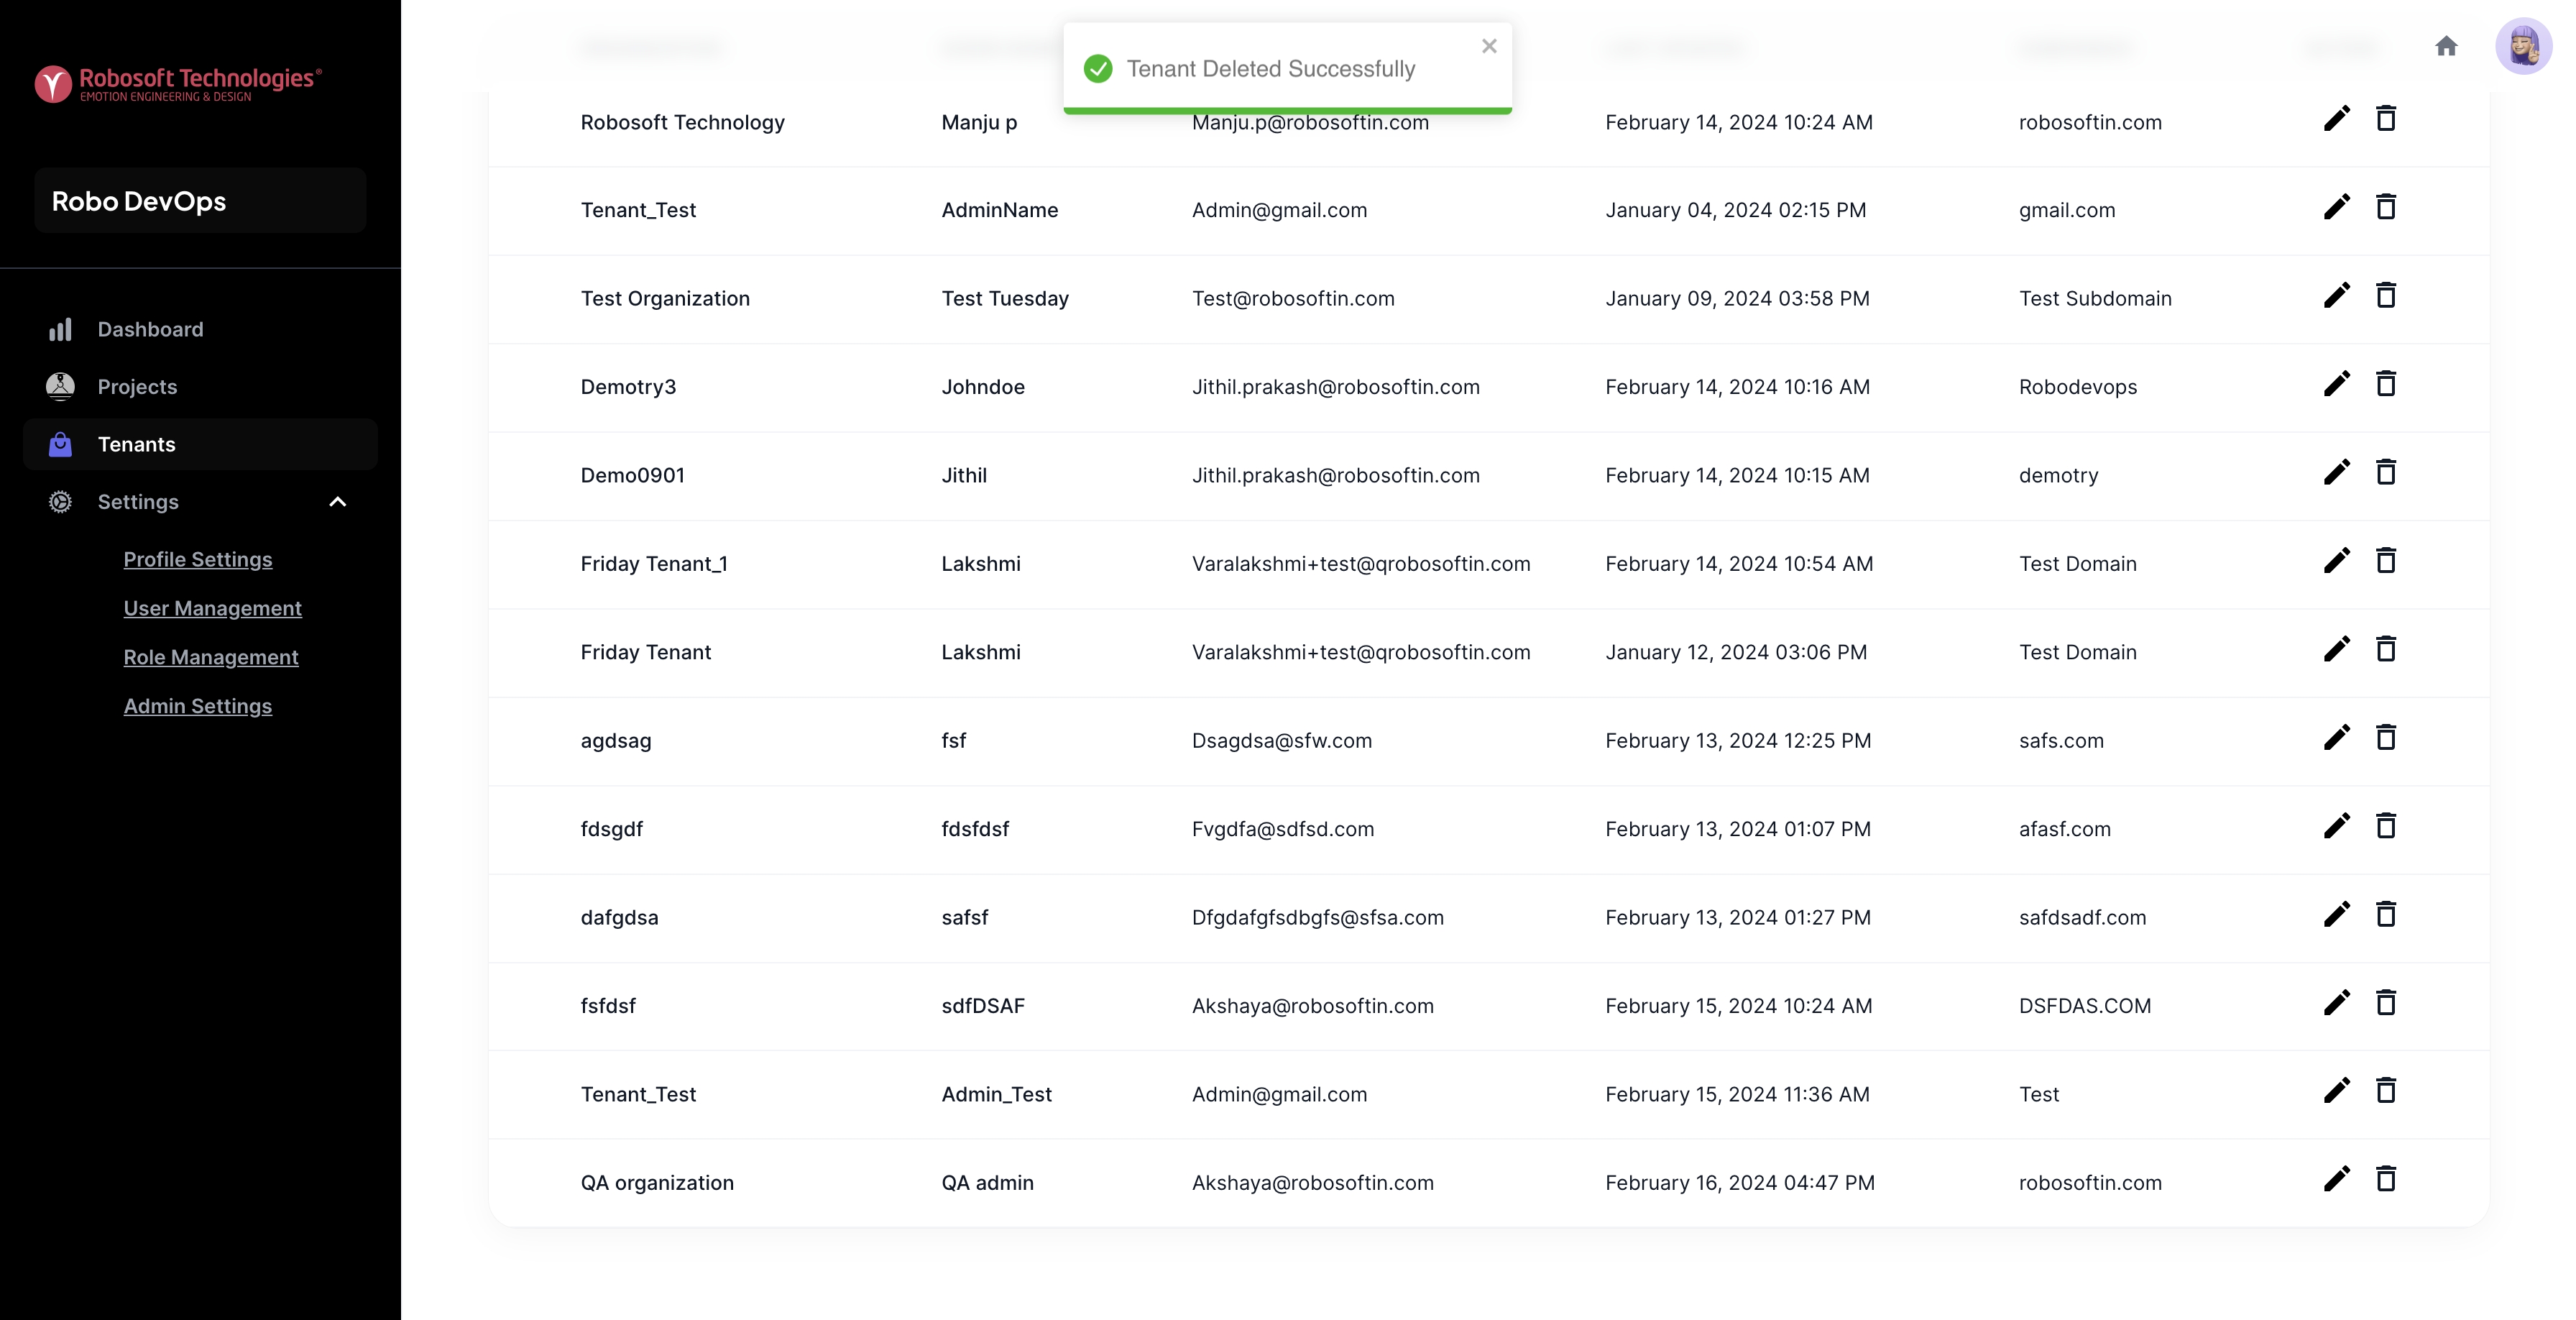 Robosoft Technologies®
EMOTION ENGINEERING & DESIGN
Robo DevOps
Dashboard
Projects
Tenants
Settings
Profile Settings
User Management
Role Management
Admin Settings
Tenant Deleted Successfully
Robosoft Technology Manju p Manju.p@robosoftin.com February 14, 2024 10:24 AM robosoftin.com
Tenant_Test AdminName Admin@gmail.com January 04, 2024 02:15 PM gmail.com
Test Organization Test Tuesday Test@robosoftin.com January 09, 2024 03:58 PM Test Subdomain
Demotry3 Johndoe Jithil.prakash@robosoftin.com February 14, 2024 10:16 AM Robodevops
Demo0901 Jithil Jithil.prakash@robosoftin.com February 14, 2024 10:15 AM demotry
Friday Tenant_1 Lakshmi Varalakshmi+test@qrobosoftin.com February 14, 2024 10:54 AM Test Domain
Friday Tenant Lakshmi Varalakshmi+test@qrobosoftin.com January 12, 2024 03:06 PM Test Domain
agdsag fsf Dsagdsa@sfw.com February 13, 2024 12:25 PM safs.com
fdsgdf fdsfdsf Fvgdfa@sdfsd.com February 13, 2024 01:07 PM afasf.com
dafgdsa safsf Dfgdafgfsdbgfs@sfsa.com February 13, 2024 01:27 PM safdsadf.com
fsfdsf sdfDSAF Akshaya@robosoftin.com February 15, 2024 10:24 AM DSFDAS.COM
Tenant_Test Admin_Test Admin@gmail.com February 15, 2024 11:36 AM Test
QA organization QA admin Akshaya@robosoftin.com February 16, 2024 04:47 PM robosoftin.com